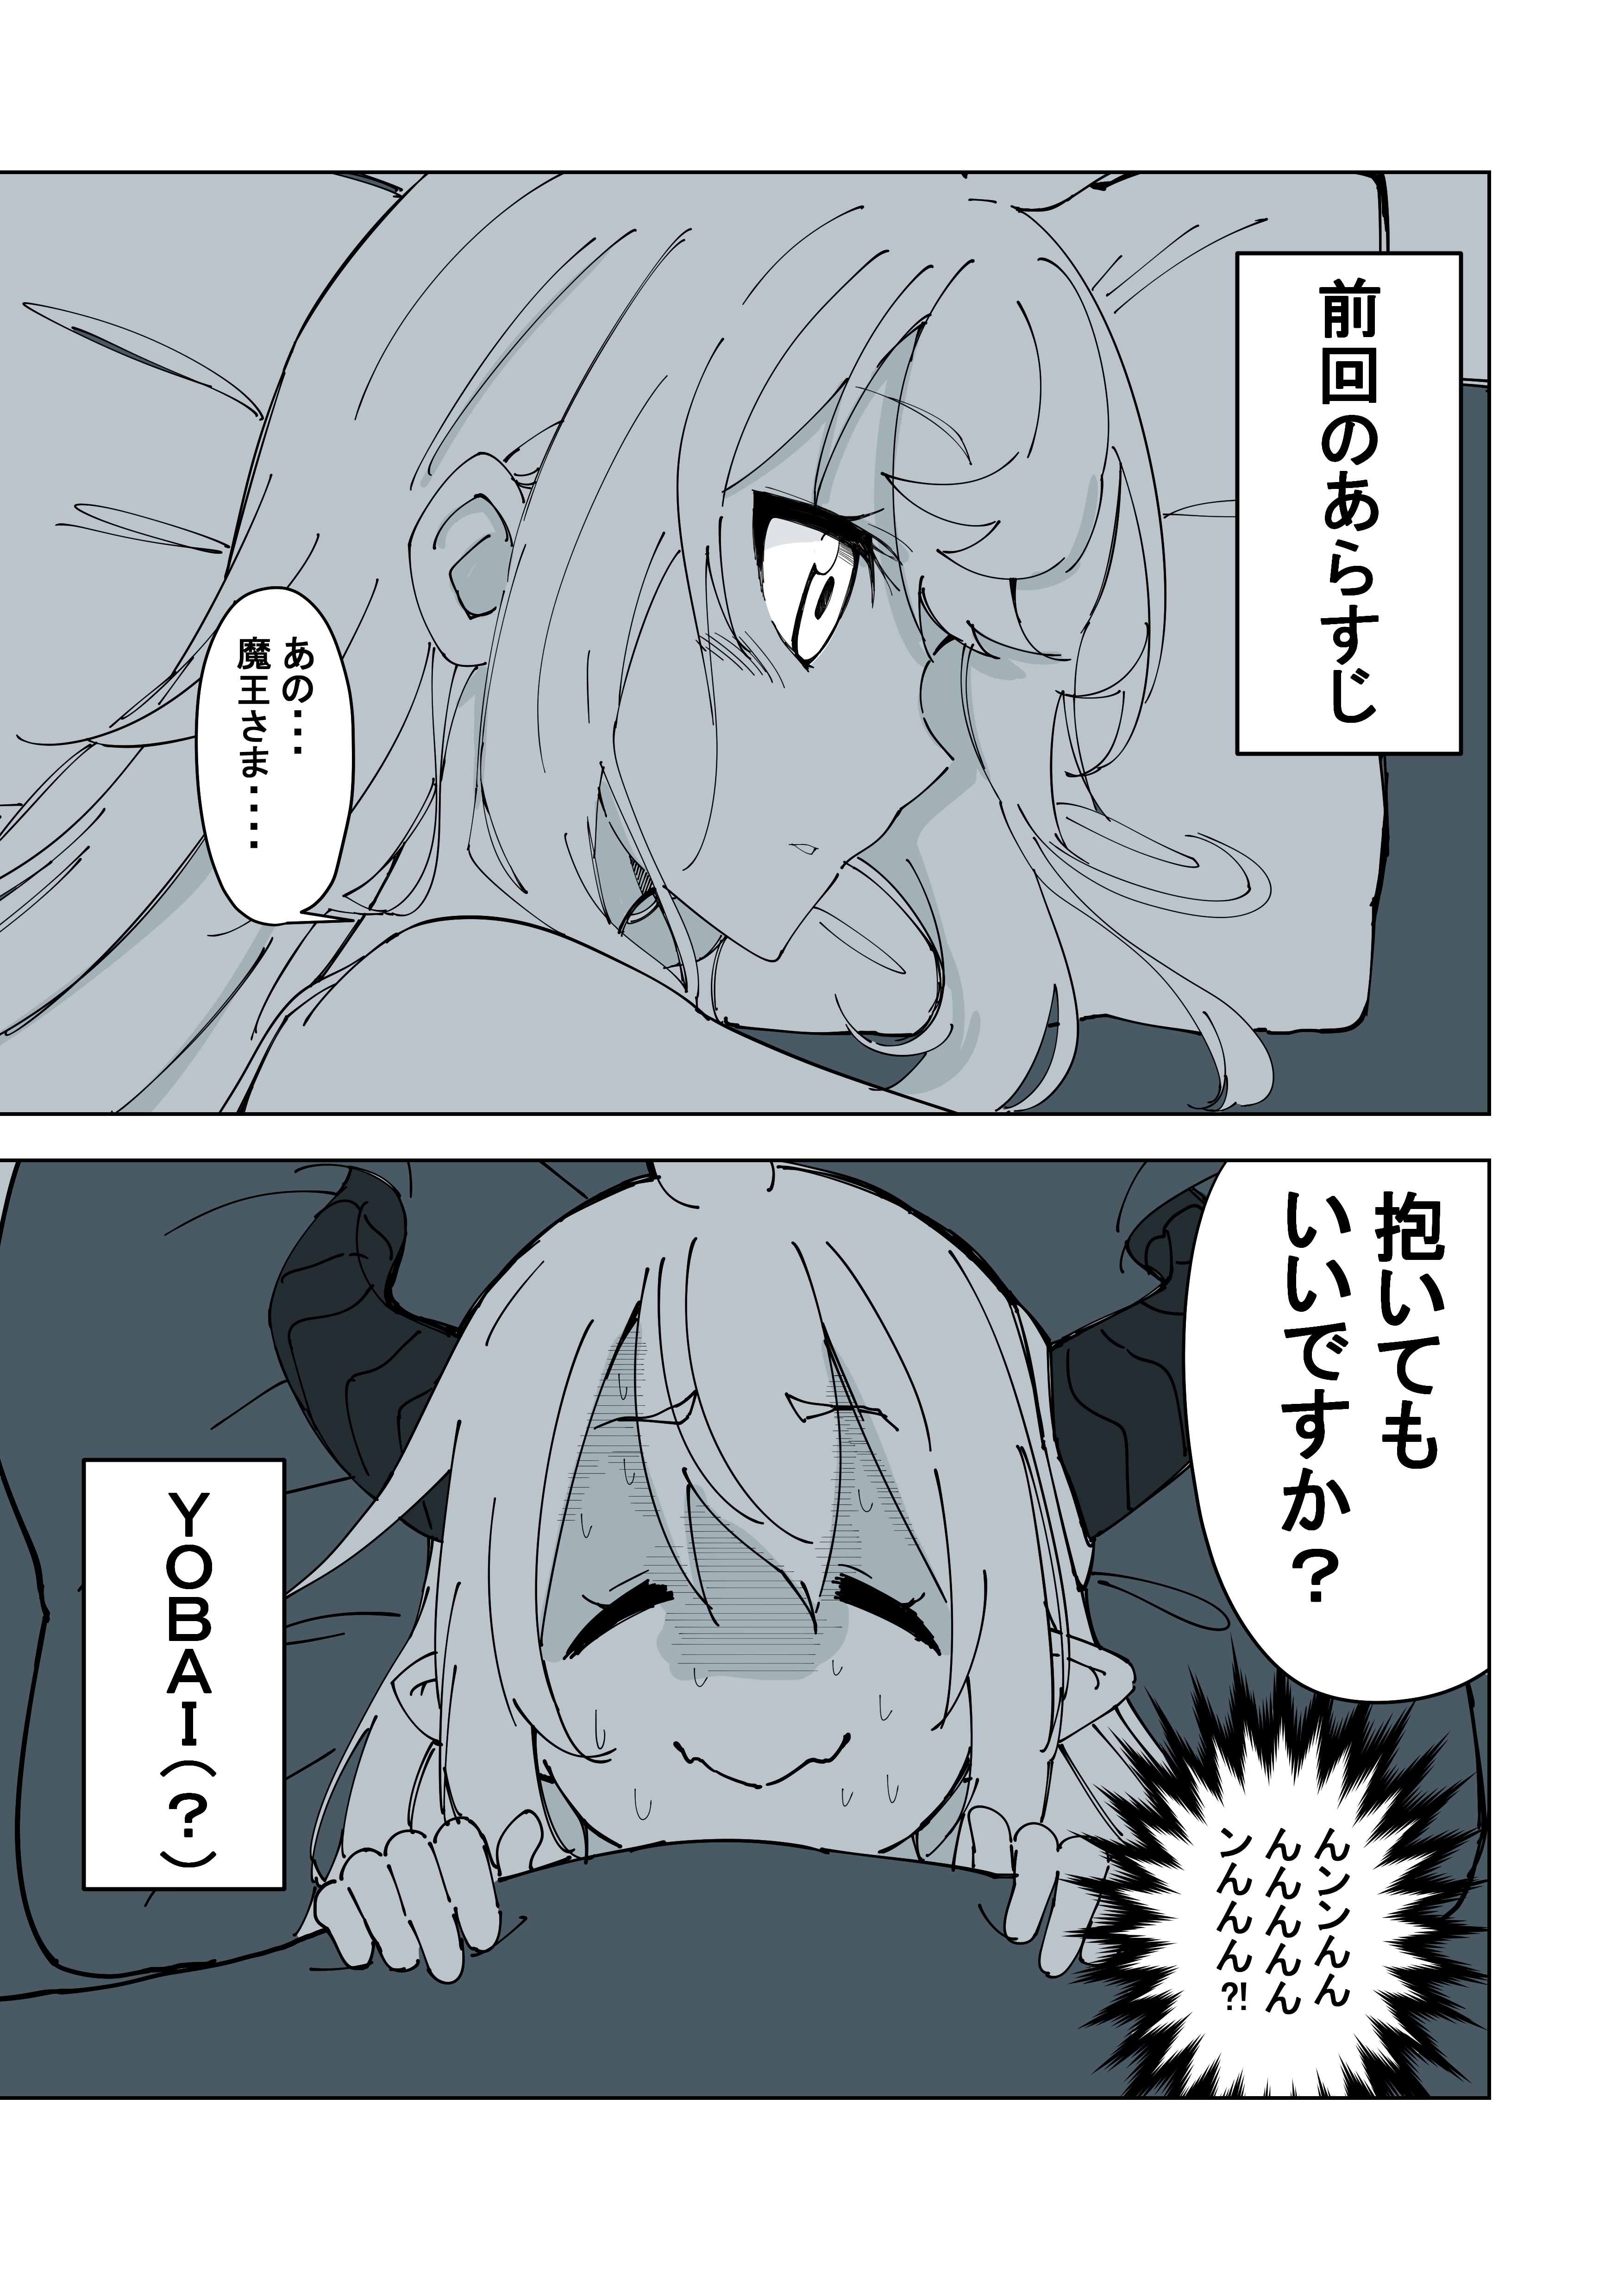 前回のあらすじ
あの……
魔王さま……
抱いても
いいですか？
んンンんん
んんんんん
ンんんん?!
YOBAI(？)